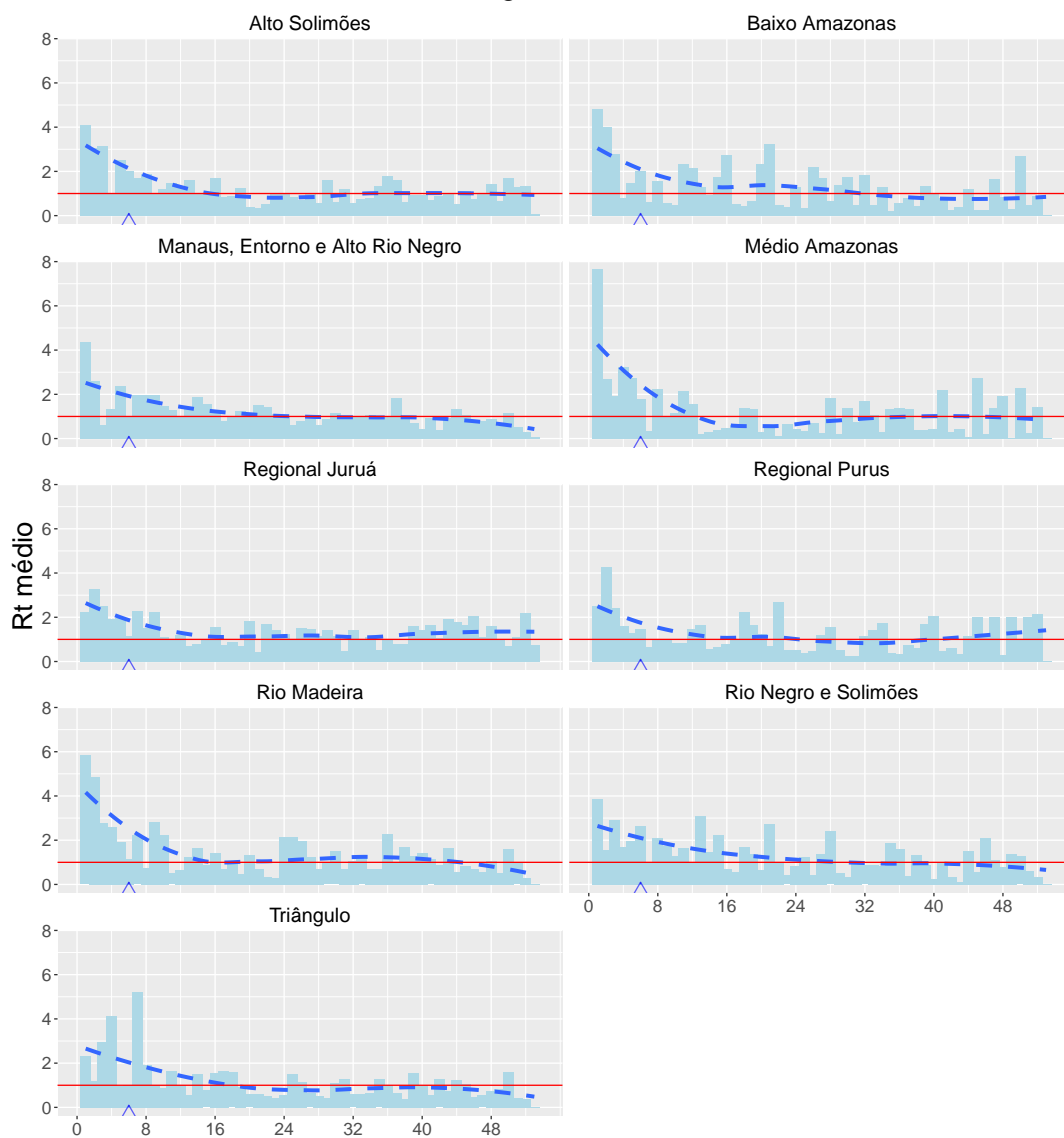 Alto Solimões
Baixo Amazonas
8
6
4
2
0
Manaus, Entorno e Alto Rio Negro
Médio Amazonas
8
6
4
2
0
Regional Juruá
Regional Purus
8
6
4
2
0
Rt médio
Rio Madeira
Rio Negro e Solimões
8
6
4
2
0
0 8 16 24 32 40 48
Triângulo
8
6
4
2
0
0 8 16 24 32 40 48